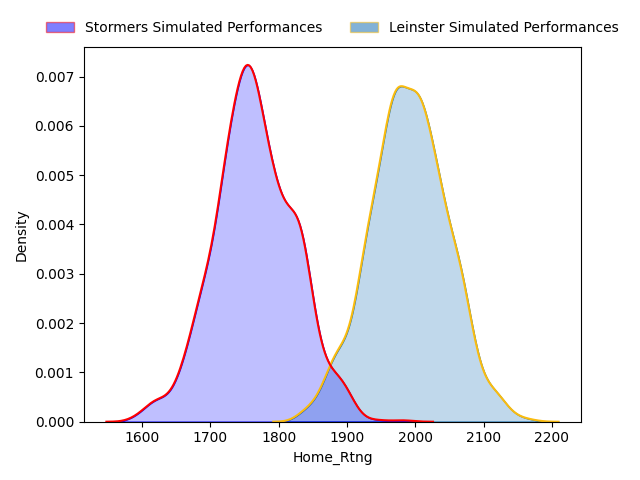 Stormers Simulated Performances Leinster Simulated Performances
0.007
0.006
0.005
0.004
0.003
0.002
0.001
0.000
Density
1600 1700 1800 1900 2000 2100 2200
Home_Rtng